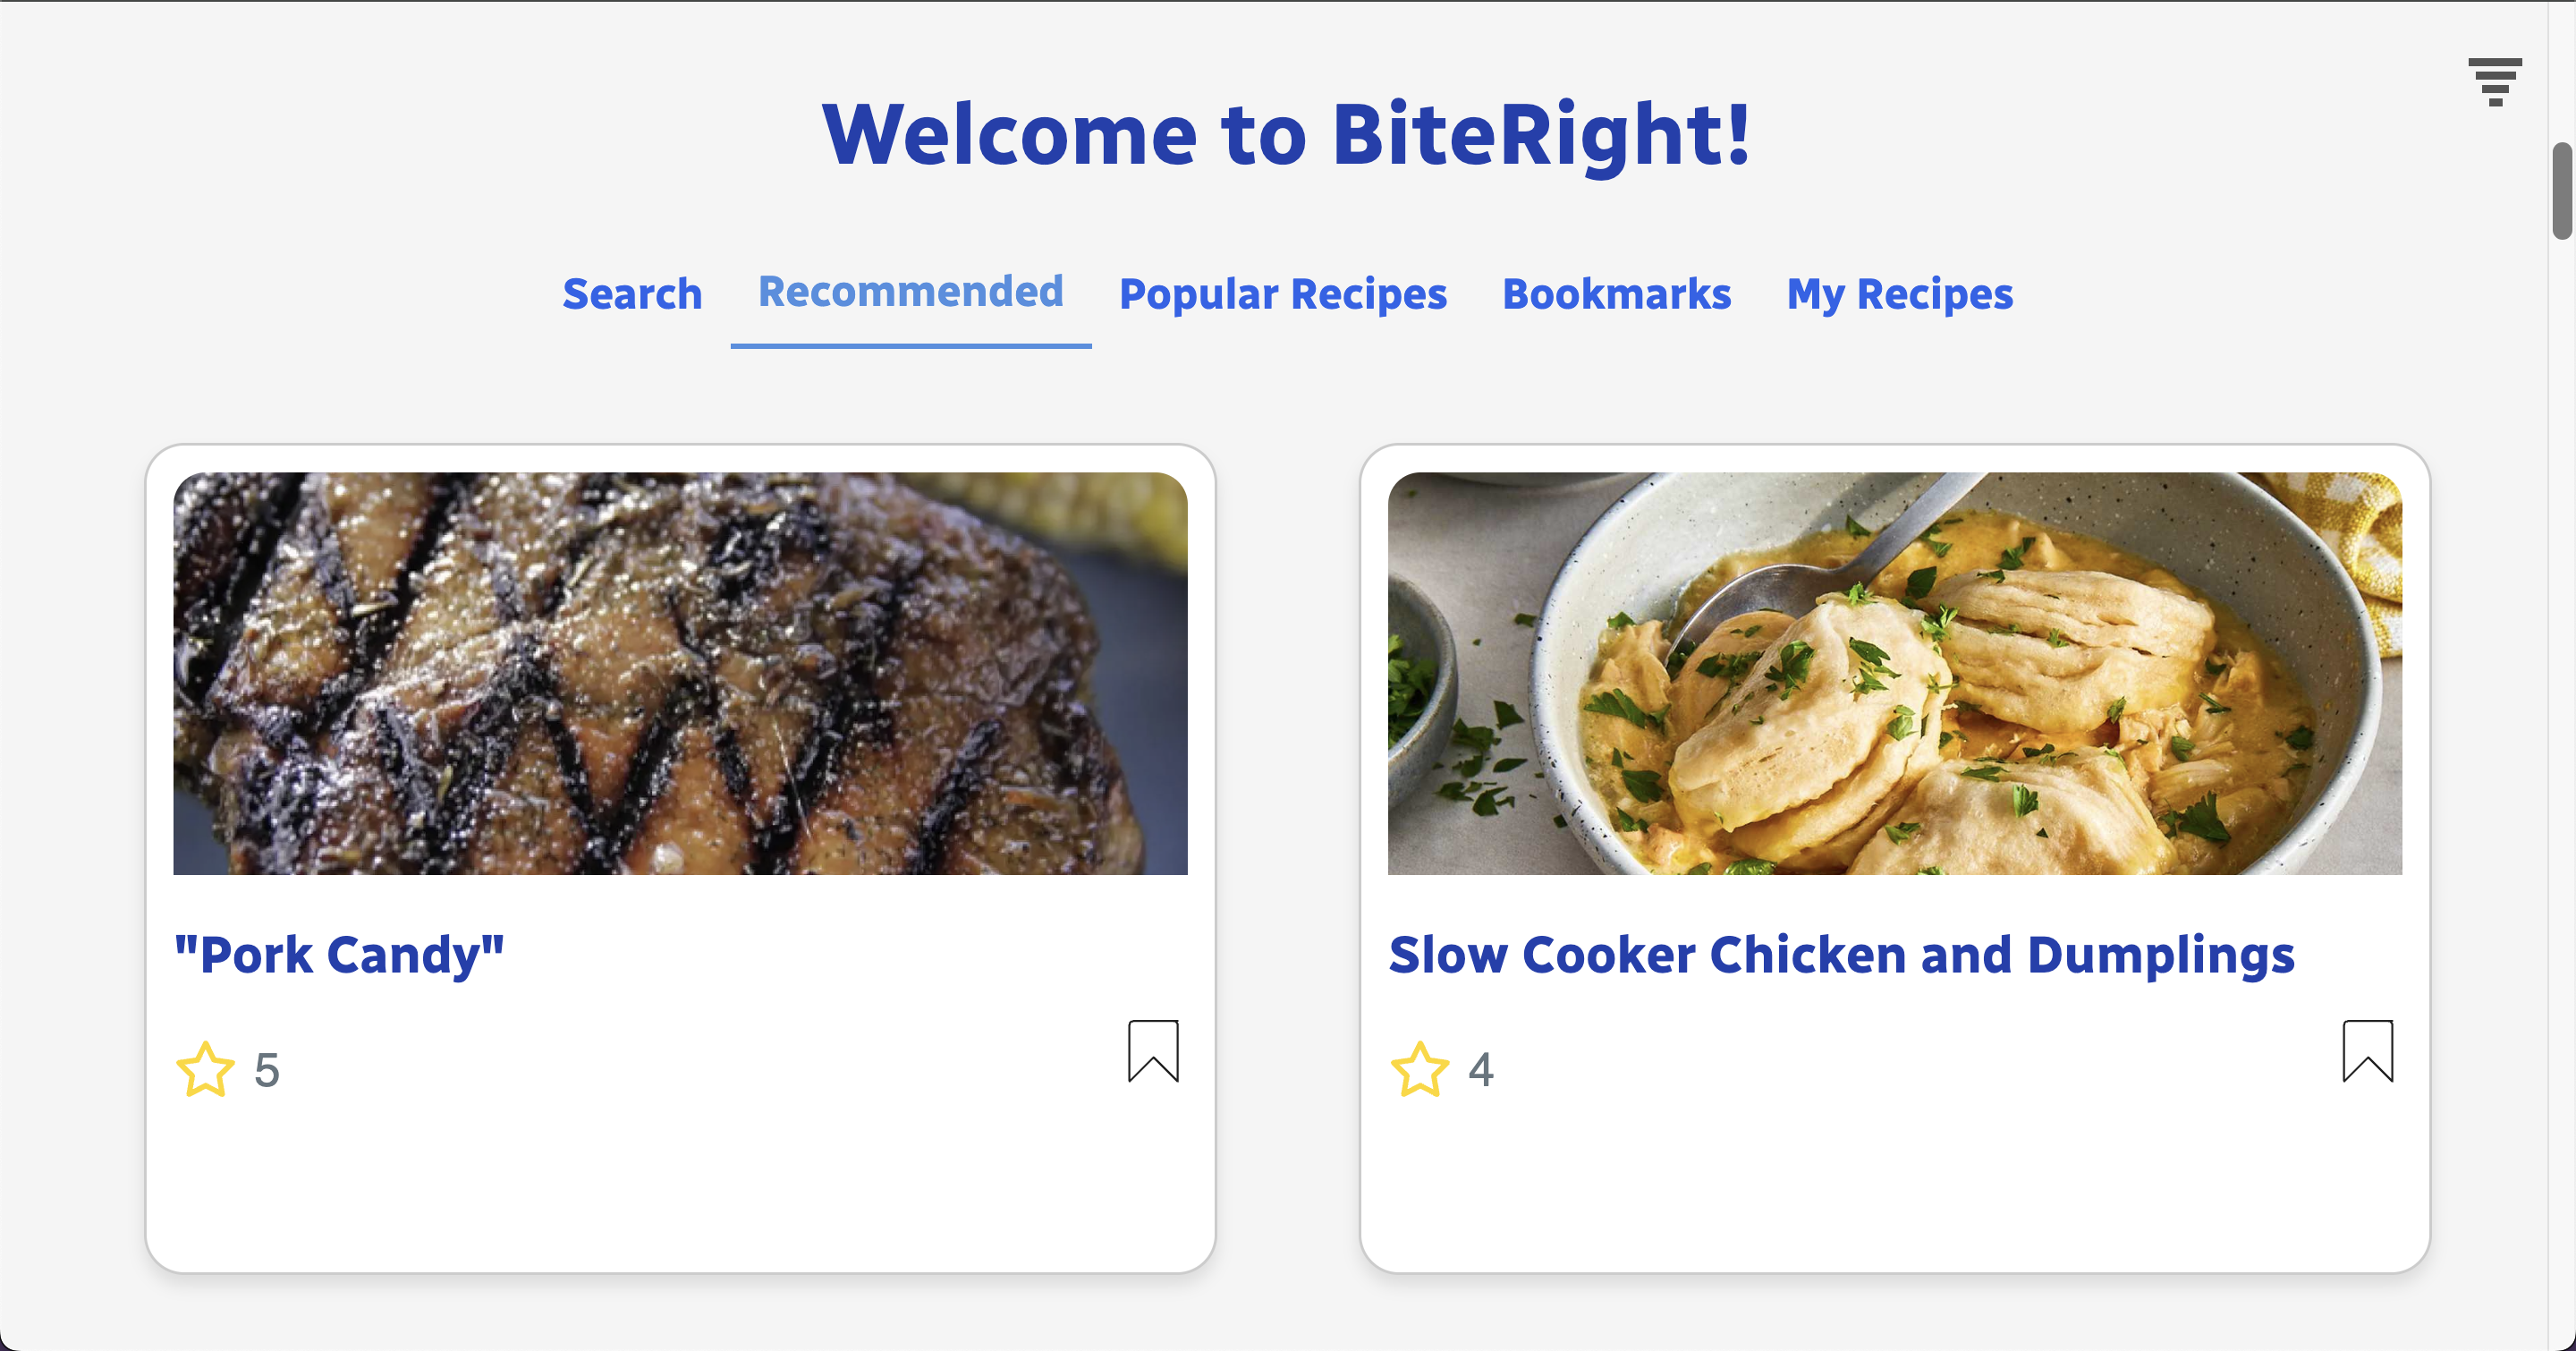 Welcome to BiteRight!
Search Recommended Popular Recipes Bookmarks My Recipes
"Pork Candy"
5
Slow Cooker Chicken and Dumplings
4